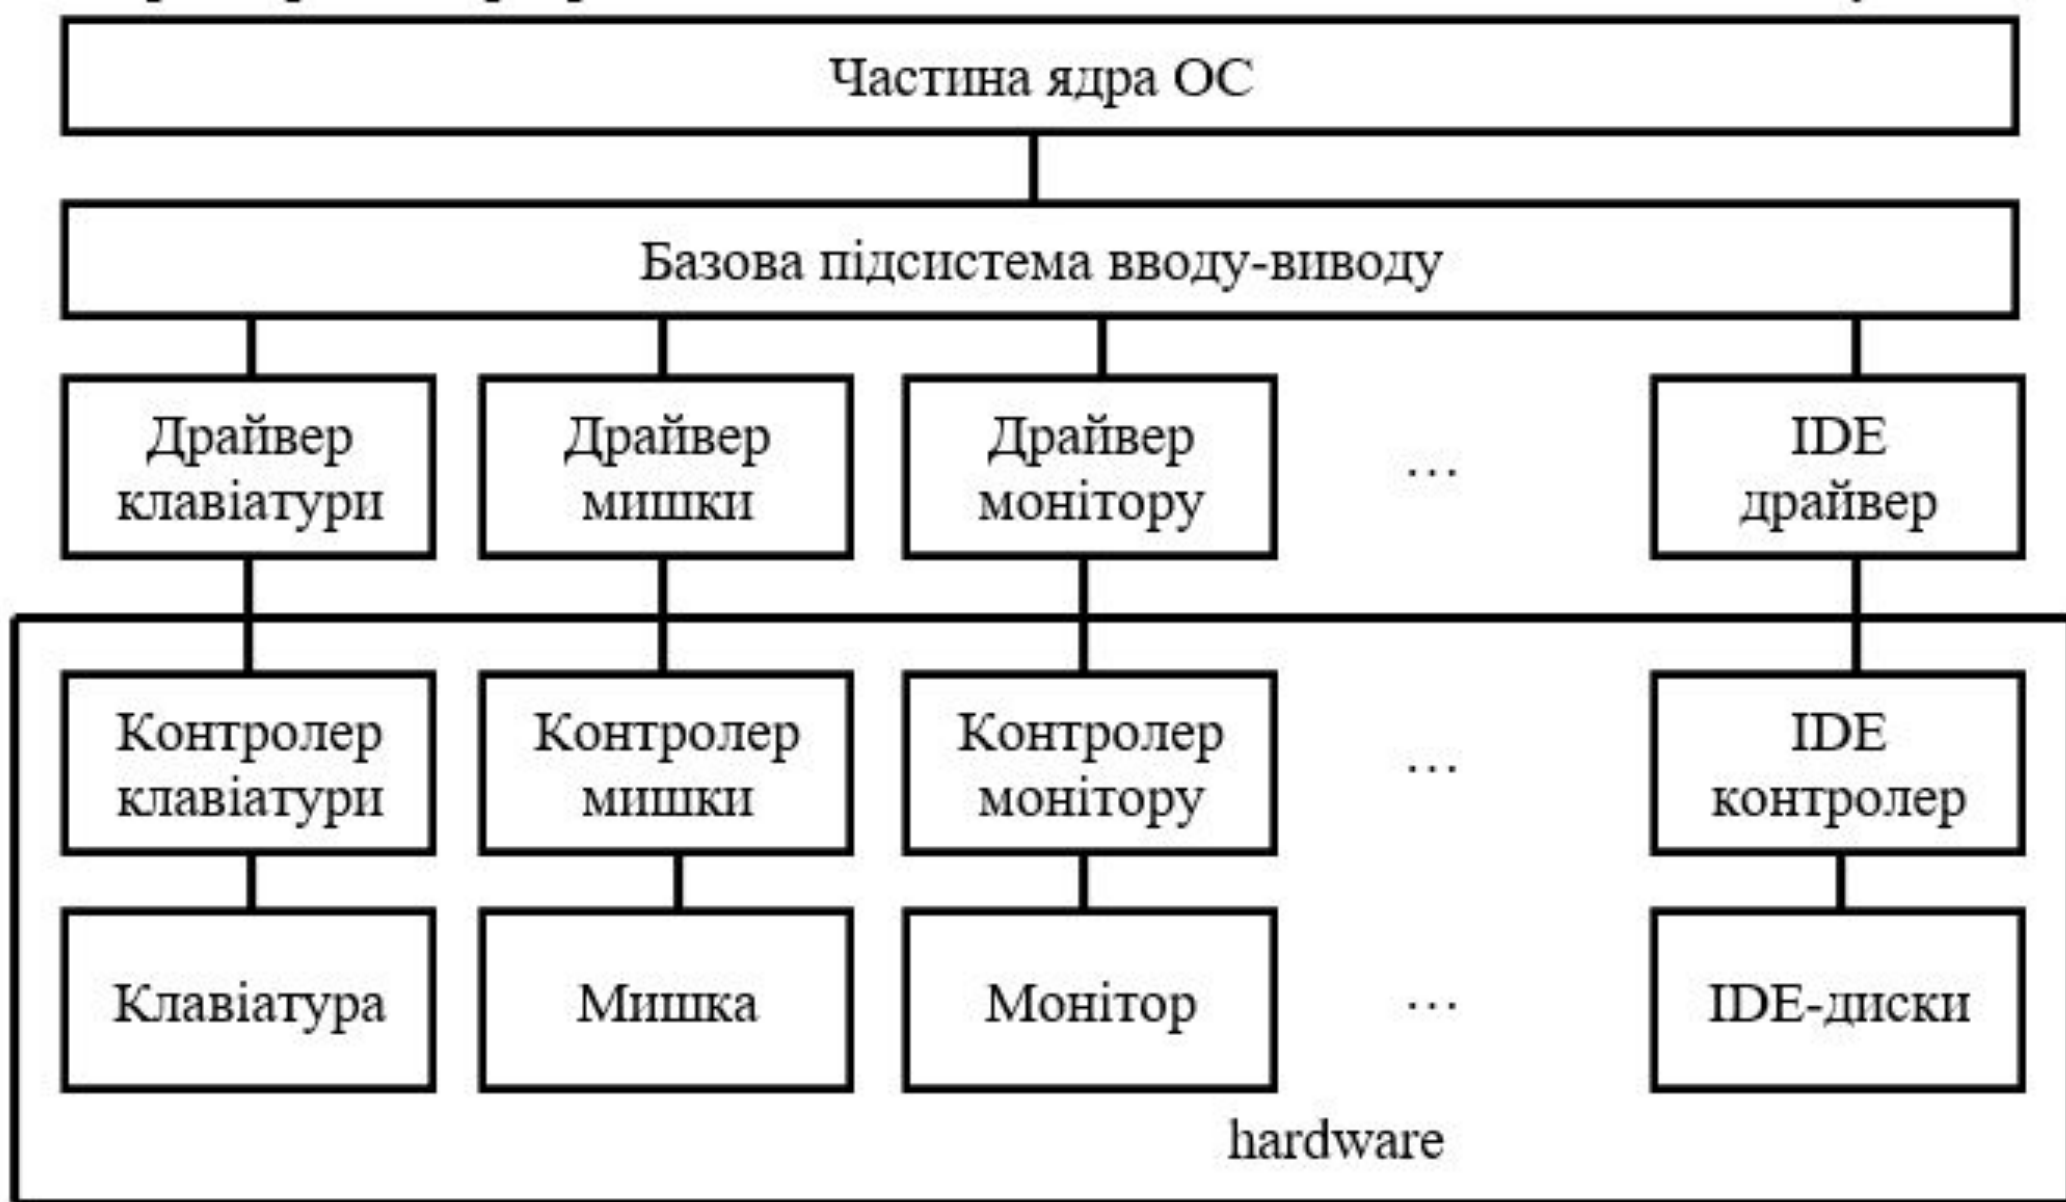 Частина ядра ОС
Базова підсистема вводу-виводу
Драйвер
клавіатури
Драйвер
мишки
Драйвер
монітору
...
IDE
драйвер
Контролер
клавіатури
Контролер
мишки
Контролер
монітору
...
IDE
контролер
Клавіатура
Мишка
Монітор
...
IDE-диски
hardware